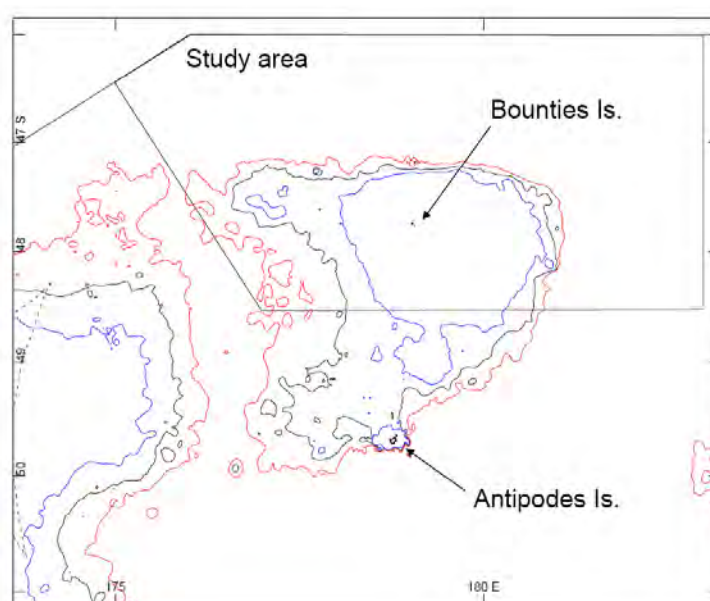 Study area
Bounties Is.
47 S
48
49
50
Antipodes Is.
175
180 E